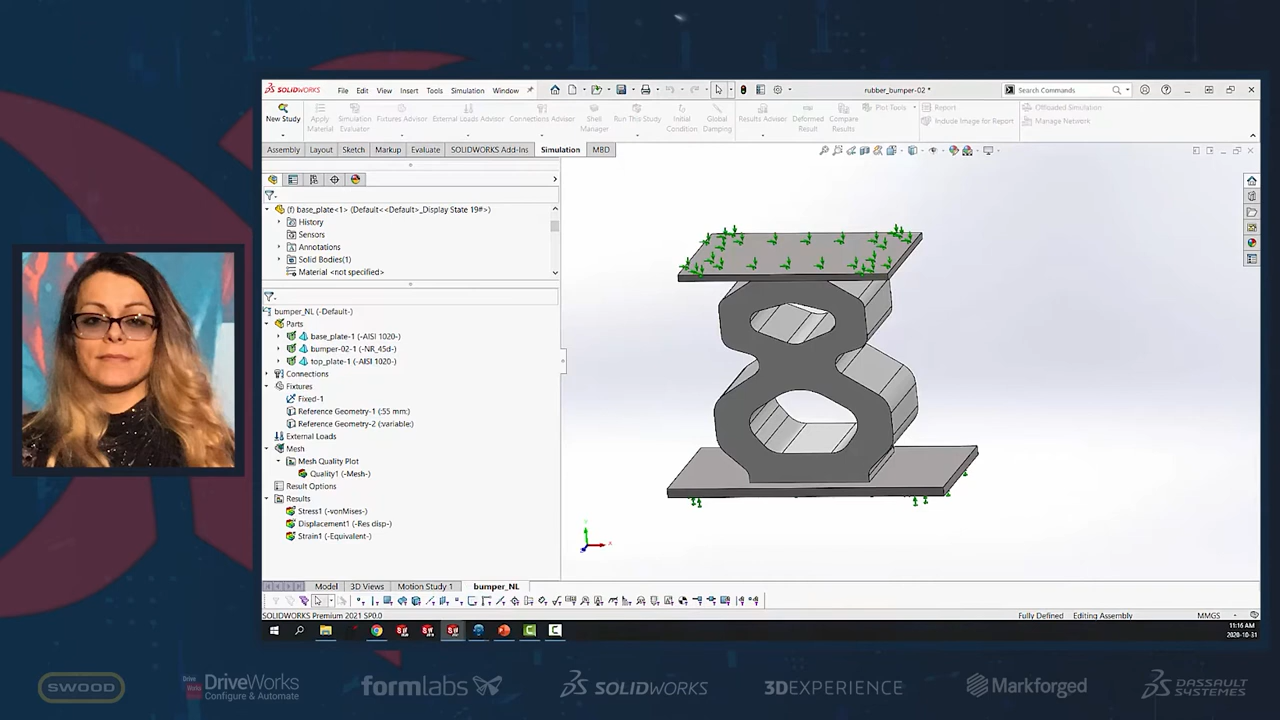 SOLIDWORKS File Edit View Insert Tools Simulation Window rubber_bumper-02 * Search Commands
New Study Apply Material Simulation Evaluator Fixtures Advisor External Loads Advisor Connections Advisor Shell Manager Run This Study Initial Condition Global Damping Results Advisor Deformed Result Compare Results Plot Tools Report Include Image for Report Offloaded Simulation Manage Network
Assembly Layout Sketch Markup Evaluate SOLIDWORKS Add-Ins Simulation MBD
(f) base_plate<1> (Default<<Default>_Display State 19#>)
History
Sensors
Annotations
Solid Bodies(1)
Material <not specified>
bumper_NL (-Default-)
Parts
base_plate-1 (-AISI 1020-)
bumper-02-1 (-NR_45d-)
top_plate-1 (-AISI 1020-)
Connections
Fixtures
Fixed-1
Reference Geometry-1 (:55 mm:)
Reference Geometry-2 (:variable:)
External Loads
Mesh
Mesh Quality Plot
Quality1 (-Mesh-)
Result Options
Results
Stress1 (-vonMises-)
Displacement1 (-Res disp-)
Strain1 (-Equivalent-)
Model 3D Views Motion Study 1 bumper_NL
SOLIDWORKS Premium 2021 SP0.0 Fully Defined Editing Assembly MMGS
11:16 AM
2020-10-31
SWOOD DriveWorks formlabs SOLIDWORKS 3DEXPERIENCE Markforged DASSAULT SYSTEMES
Configure & Automate